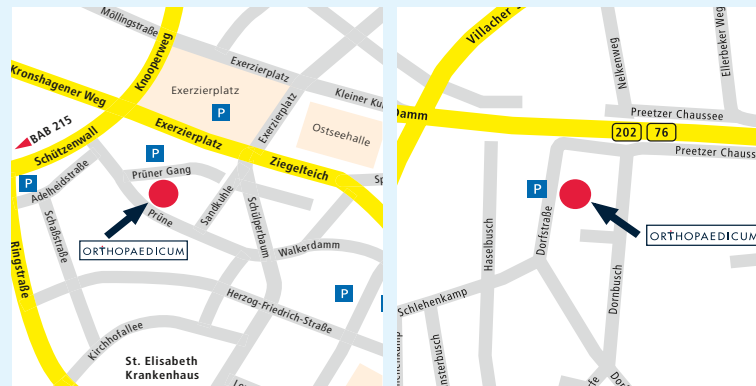 Möllingstraße
Knooperweg
Exerzierplatz
Kronshagener Weg
Exerzierplatz
P
Exerzierplatz
Kleiner
BAB 215
Schützenwall
Exerzierplatz
Ostseehalle
P
Ziegelteich
P
Adelheidstraße
Prüner Gang
Sandkuhle
Schülperbaum
Schaßstraße
Prüne
ORTHOPAEDICUM
Walkerdamm
Ringstraße
P
P
Herzog-Friedrich-Straße
Kirchhofallee
St. Elisabeth
Krankenhaus
Villacher
Nelkenweg
Ellerbeker Weg
Damm
Preetzer Chaussee
202 76
Preetzer Chauss
P
Haselbusch
Dorfstraße
ORTHOPAEDICUM
Dornbusch
Schlehenkamp
nsterbusch